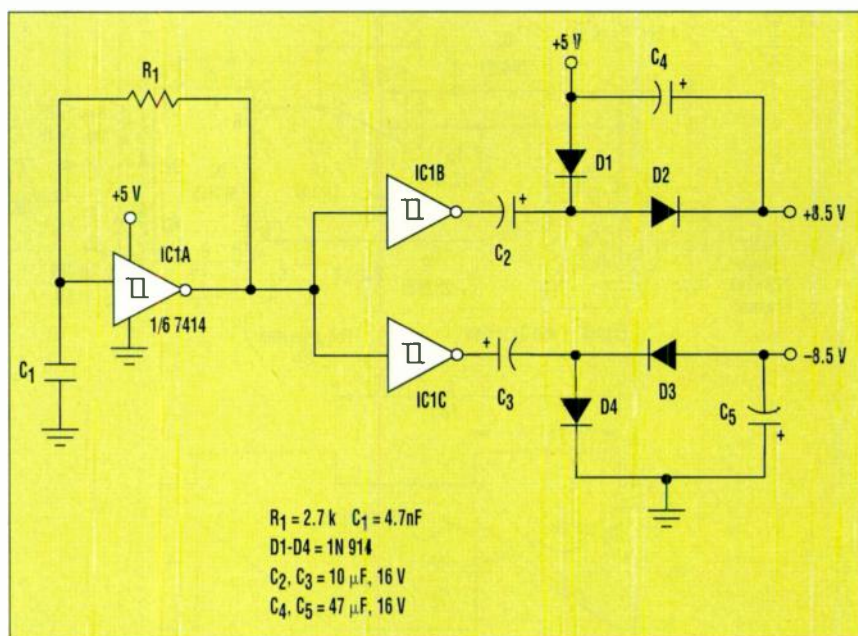 R1
+5 V
C4
+
+5 V
IC1A
1/6 7414
C1
IC1B
+
C2
D1
D2
+8.5 V
IC1C
+
C3
D4
D3
C5
+
–8.5 V
R1 = 2.7 k C1 = 4.7nF
D1-D4 = 1N 914
C2, C3 = 10 µF, 16 V
C4, C5 = 47 µF, 16 V